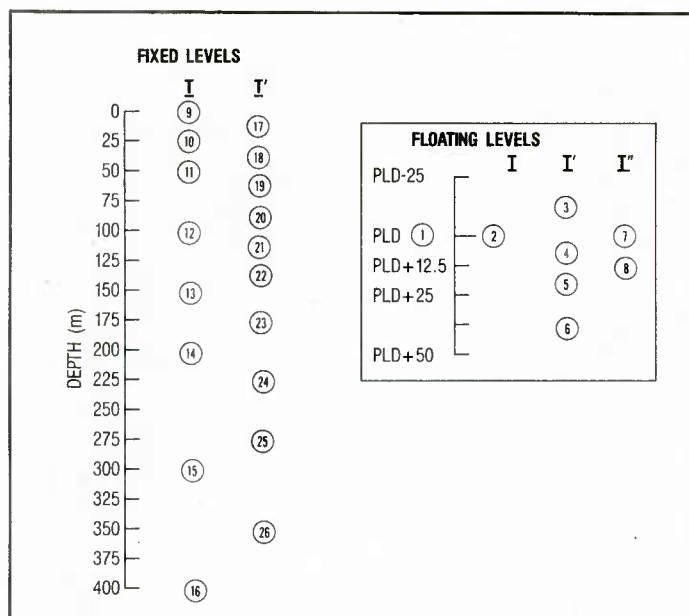 FIXED LEVELS
T T′
0 9
17
25 10
18
50 11
19
75
20
100 12
21
125
22
150 13
175 23
200 14
225 24
250
275 25
300 15
325
350 26
375
400 16
DEPTH (m)
FLOATING LEVELS
I I′ I″
PLD-25
3
PLD 1 2 7
4
PLD+12.5 8
5
PLD+25
6
PLD+50